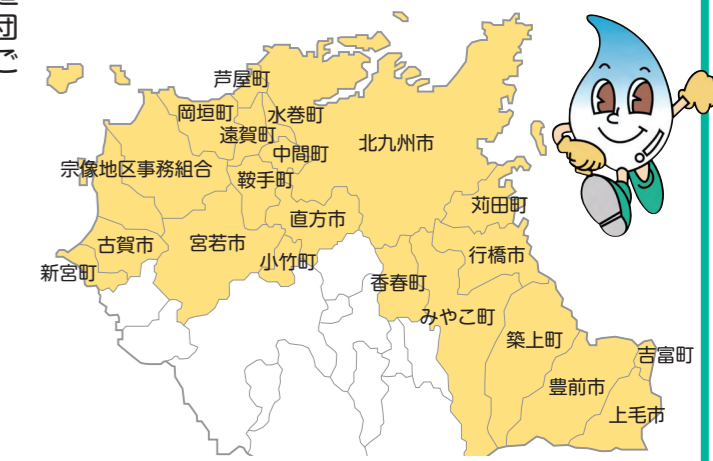 団ご
芦屋町
岡垣町
水巻町
遠賀町
中間町
北九州市
宗像地区事務組合
鞍手町
苅田町
直方市
古賀市
宮若市
行橋市
小竹町
新宮町
香春町
みやこ町
築上町
吉富町
豊前市
上毛市